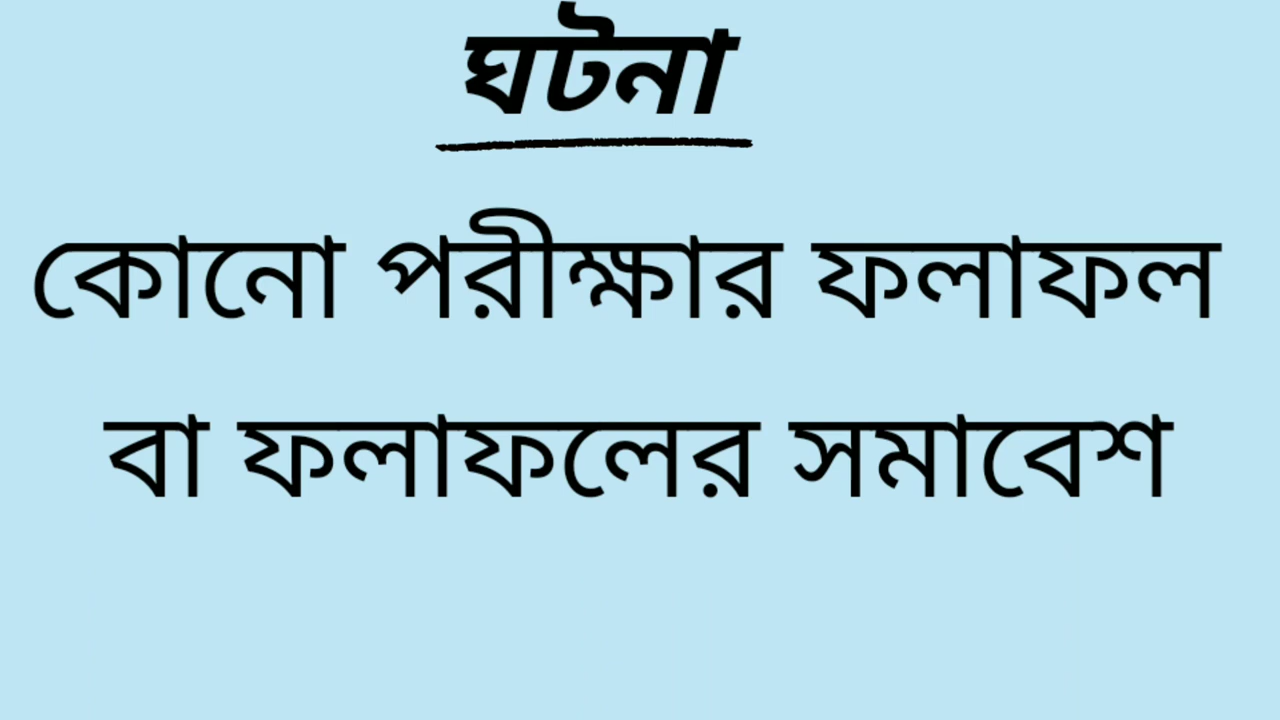 ঘটনা
কোনো পরীক্ষার ফলাফল
বা ফলাফলের সমাবেশ